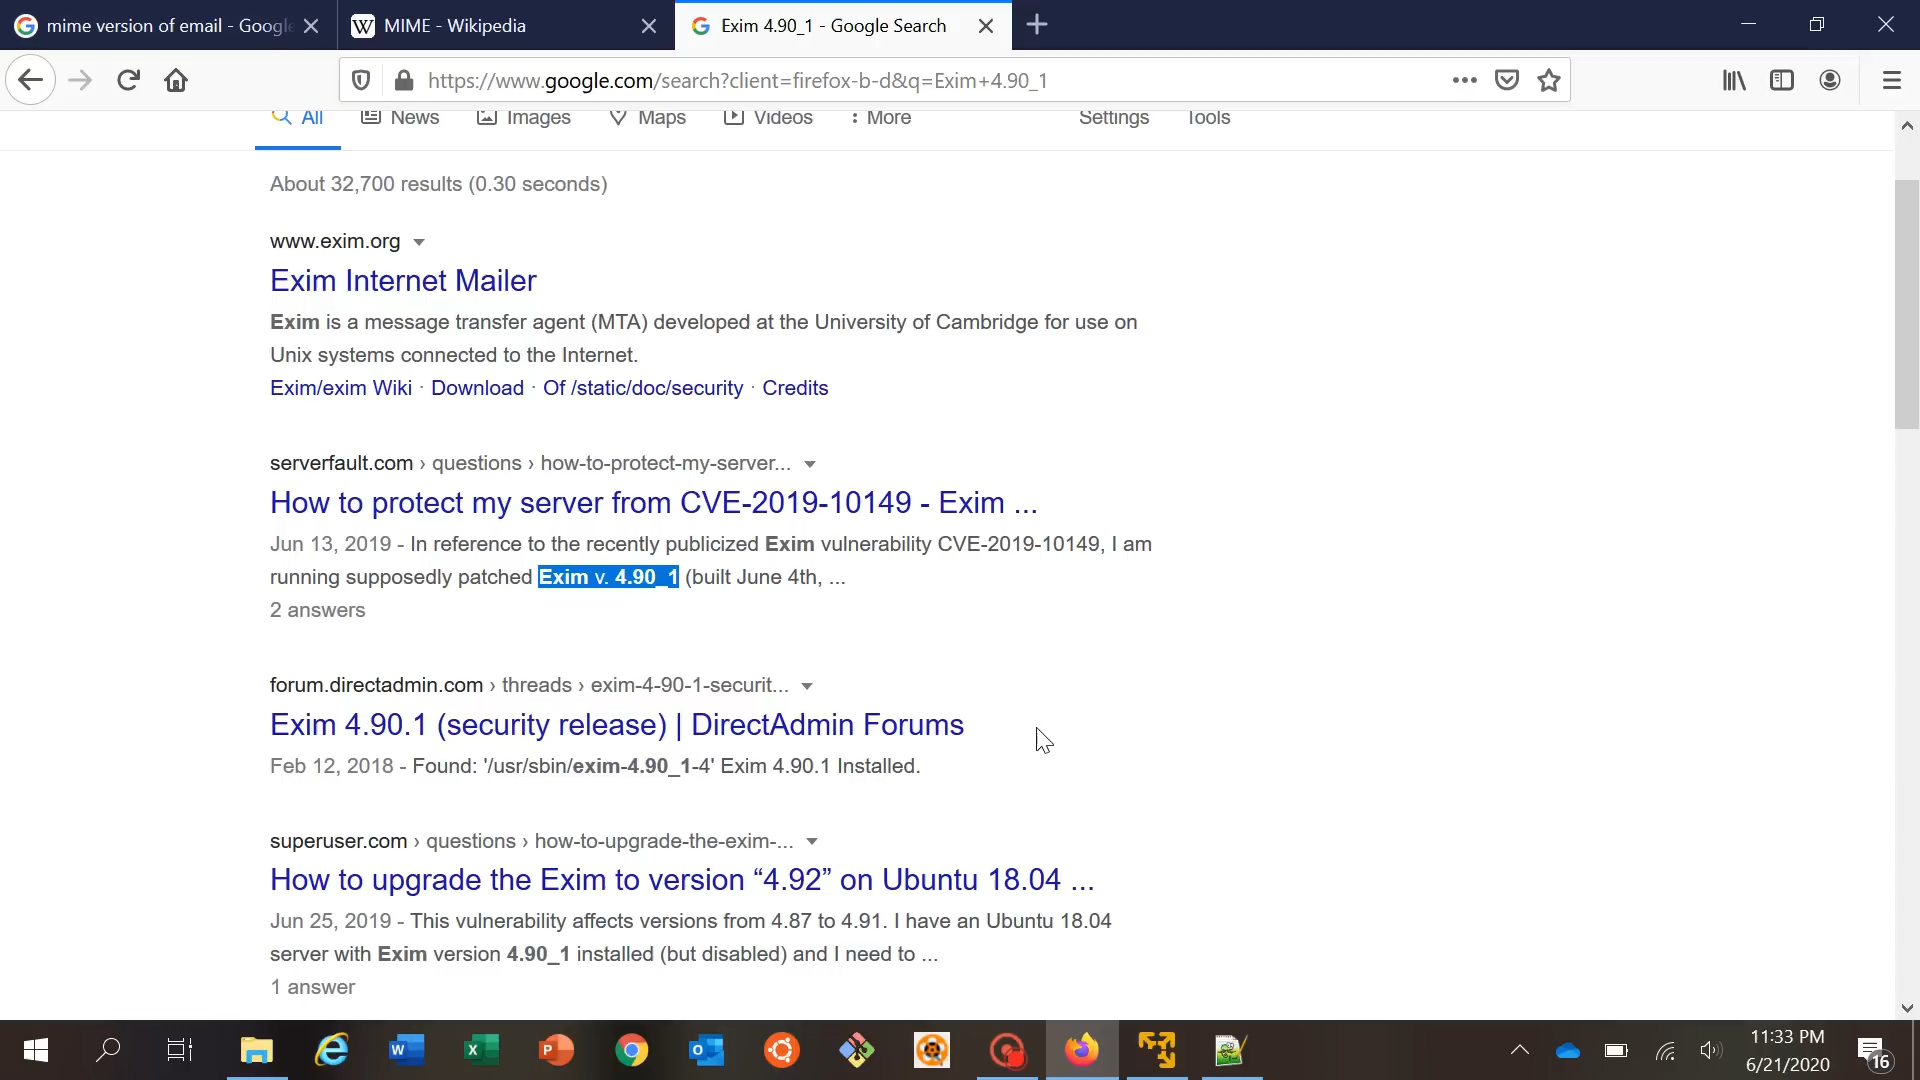 mime version of email - Google
MIME - Wikipedia
Exim 4.90_1 - Google Search
https://www.google.com/search?client=firefox-b-d&q=Exim+4.90_1
All
News
Images
Maps
Videos
More
Settings
Tools
About 32,700 results (0.30 seconds)
www.exim.org
Exim Internet Mailer
Exim is a message transfer agent (MTA) developed at the University of Cambridge for use on
Unix systems connected to the Internet.
Exim/exim Wiki · Download · Of /static/doc/security · Credits
serverfault.com › questions › how-to-protect-my-server...
How to protect my server from CVE-2019-10149 - Exim ...
Jun 13, 2019 - In reference to the recently publicized Exim vulnerability CVE-2019-10149, I am
running supposedly patched Exim v. 4.90_1 (built June 4th, ...
2 answers
forum.directadmin.com › threads › exim-4-90-1-securit...
Exim 4.90.1 (security release) | DirectAdmin Forums
Feb 12, 2018 - Found: '/usr/sbin/exim-4.90_1-4' Exim 4.90.1 Installed.
superuser.com › questions › how-to-upgrade-the-exim-...
How to upgrade the Exim to version “4.92” on Ubuntu 18.04 ...
Jun 25, 2019 - This vulnerability affects versions from 4.87 to 4.91. I have an Ubuntu 18.04
server with Exim version 4.90_1 installed (but disabled) and I need to ...
1 answer
11:33 PM
6/21/2020
16